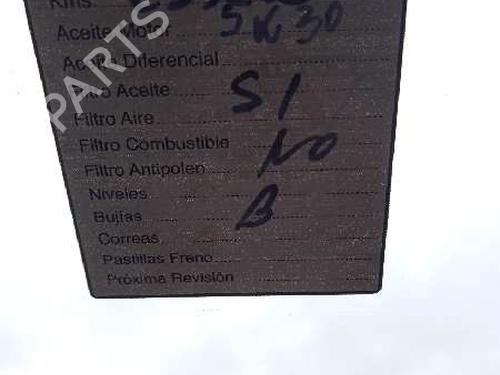 Kms.
Aceite Motor 5W30
Aceite Diferencial
Filtro Aceite SI
Filtro Aire
Filtro Combustible NO
Filtro Antipolen
Niveles B
Bujías
Correas
Pastillas Freno
Próxima Revisión
PARTS